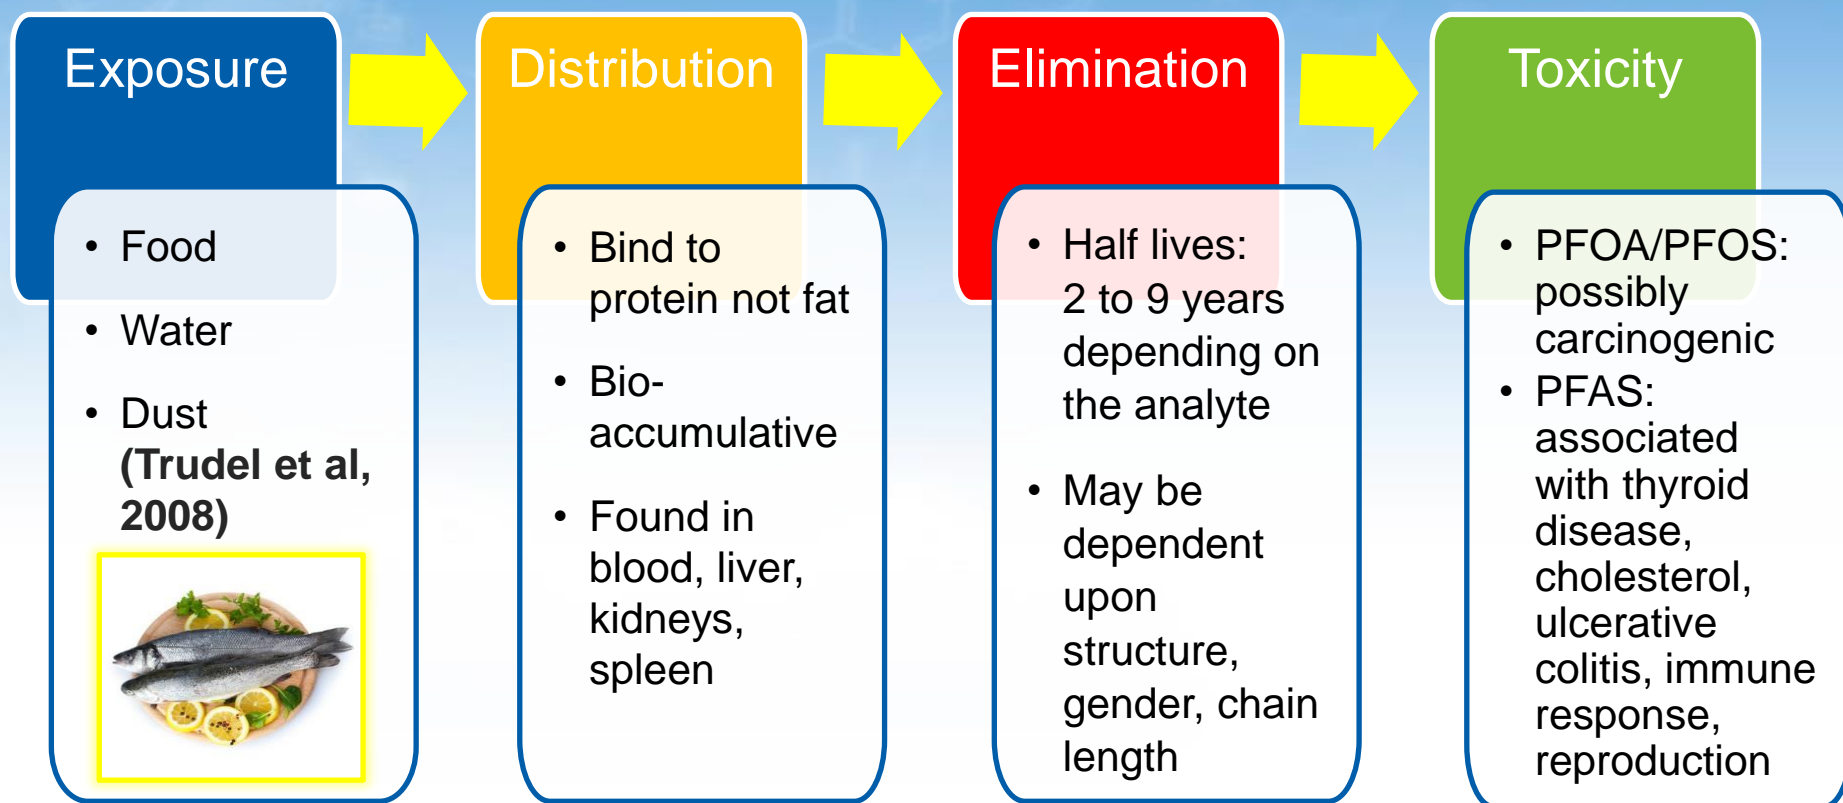 Exposure
• Food
• Water
• Dust
(Trudel et al,
2008)
Distribution
• Bind to
protein not fat
• Bio-
accumulative
• Found in
blood, liver,
kidneys,
spleen
Elimination
• Half lives:
2 to 9 years
depending on
the analyte
• May be
dependent
upon
structure,
gender, chain
length
Toxicity
• PFOA/PFOS:
possibly
carcinogenic
• PFAS:
associated
with thyroid
disease,
cholesterol,
ulcerative
colitis, immune
response,
reproduction